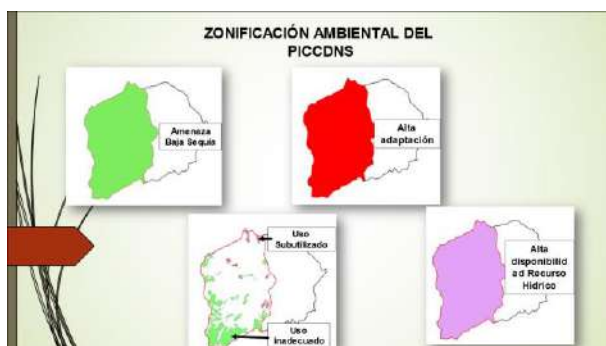 ZONIFICACIÓN AMBIENTAL DEL
PICCDNS
Amenaza
Baja Sequía
Alta
adaptación
Uso
Subutilizado
Uso
inadecuado
Alta
disponibilid
ad Recurso
Hídrico